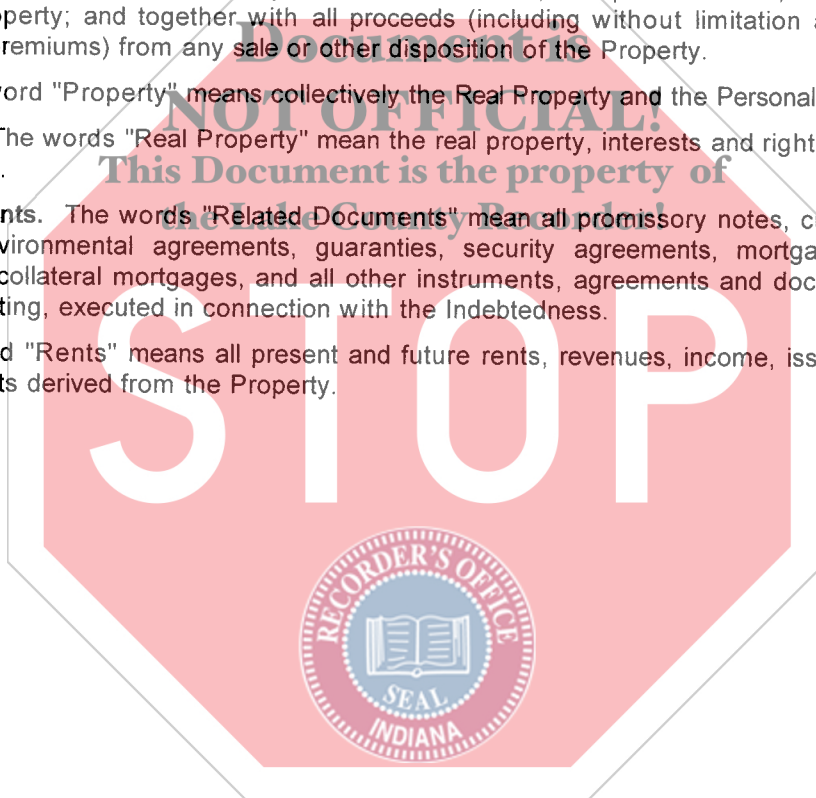 perty; and together with all proceeds (including without limitation
remiums) from any sale or other disposition of the Property.
ord "Property" means collectively the Real Property and the Personal
The words "Real Property" mean the real property, interests and right
.
nts. The words "Related Documents" mean all promissory notes,
vironmental agreements, guaranties, security agreements, mortga
collateral mortgages, and all other instruments, agreements and doc
ting, executed in connection with the Indebtedness.
d "Rents" means all present and future rents, revenues, income, iss
ts derived from the Property.
Document is
NOT OFFICIAL!
This Document is the property of
the Lake County Recorder!
STOP
RECORDER'S OFFICE
SEAL
INDIANA